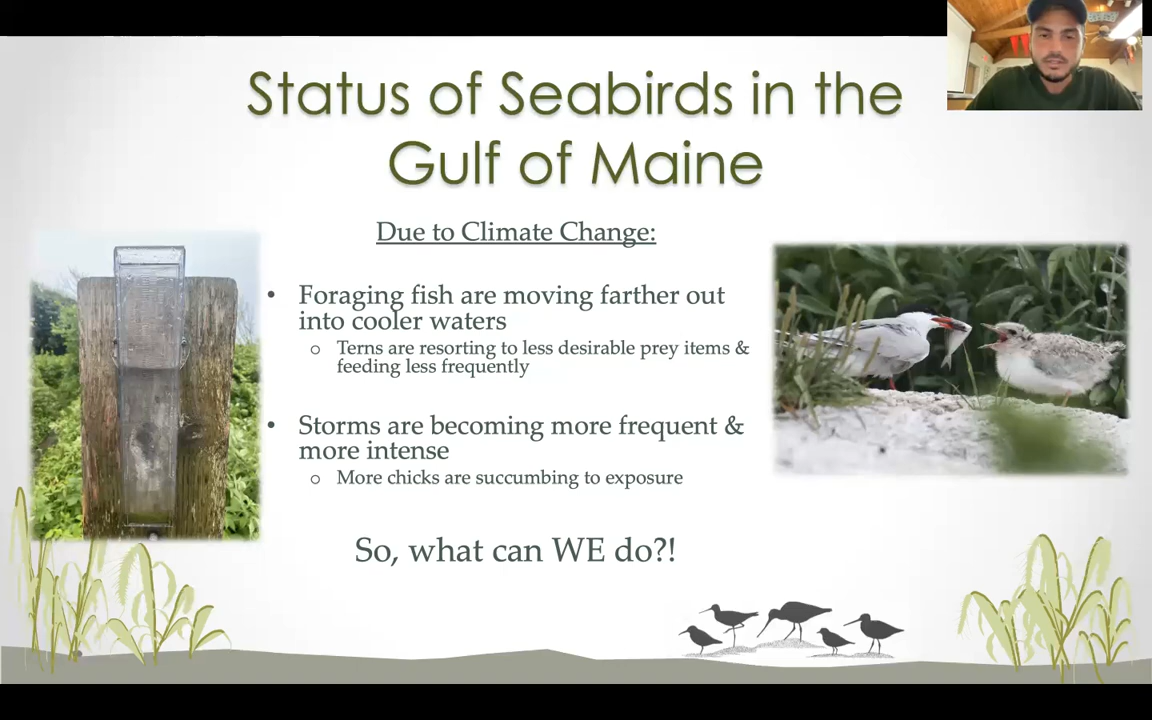 Status of Seabirds in the
Gulf of Maine
Due to Climate Change:
• Foraging fish are moving farther out
into cooler waters
o Terns are resorting to less desirable prey items &
feeding less frequently
• Storms are becoming more frequent &
more intense
o More chicks are succumbing to exposure
So, what can WE do?!